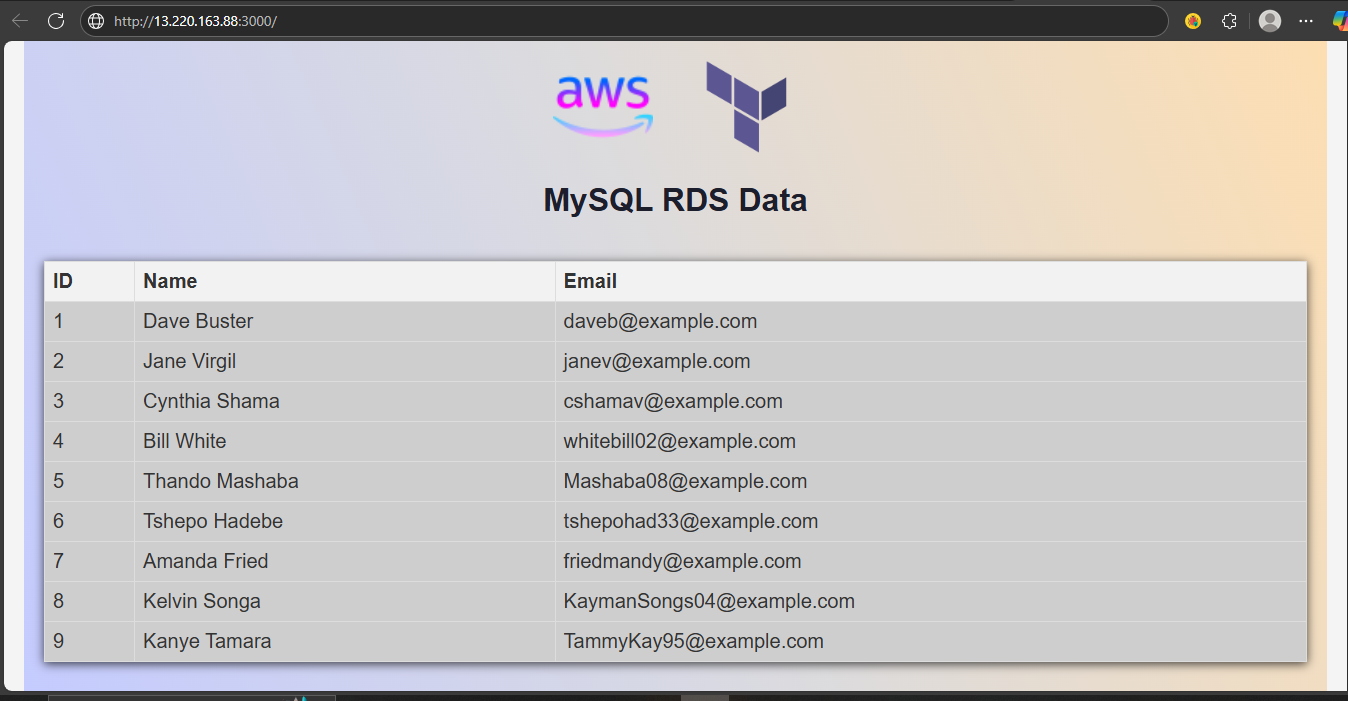 http://13.220.163.88:3000/
aws
MySQL RDS Data
ID Name Email
1 Dave Buster daveb@example.com
2 Jane Virgil janev@example.com
3 Cynthia Shama cshamav@example.com
4 Bill White whitebill02@example.com
5 Thando Mashaba Mashaba08@example.com
6 Tshepo Hadebe tshepohad33@example.com
7 Amanda Fried friedmandy@example.com
8 Kelvin Songa KaymanSongs04@example.com
9 Kanye Tamara TammyKay95@example.com